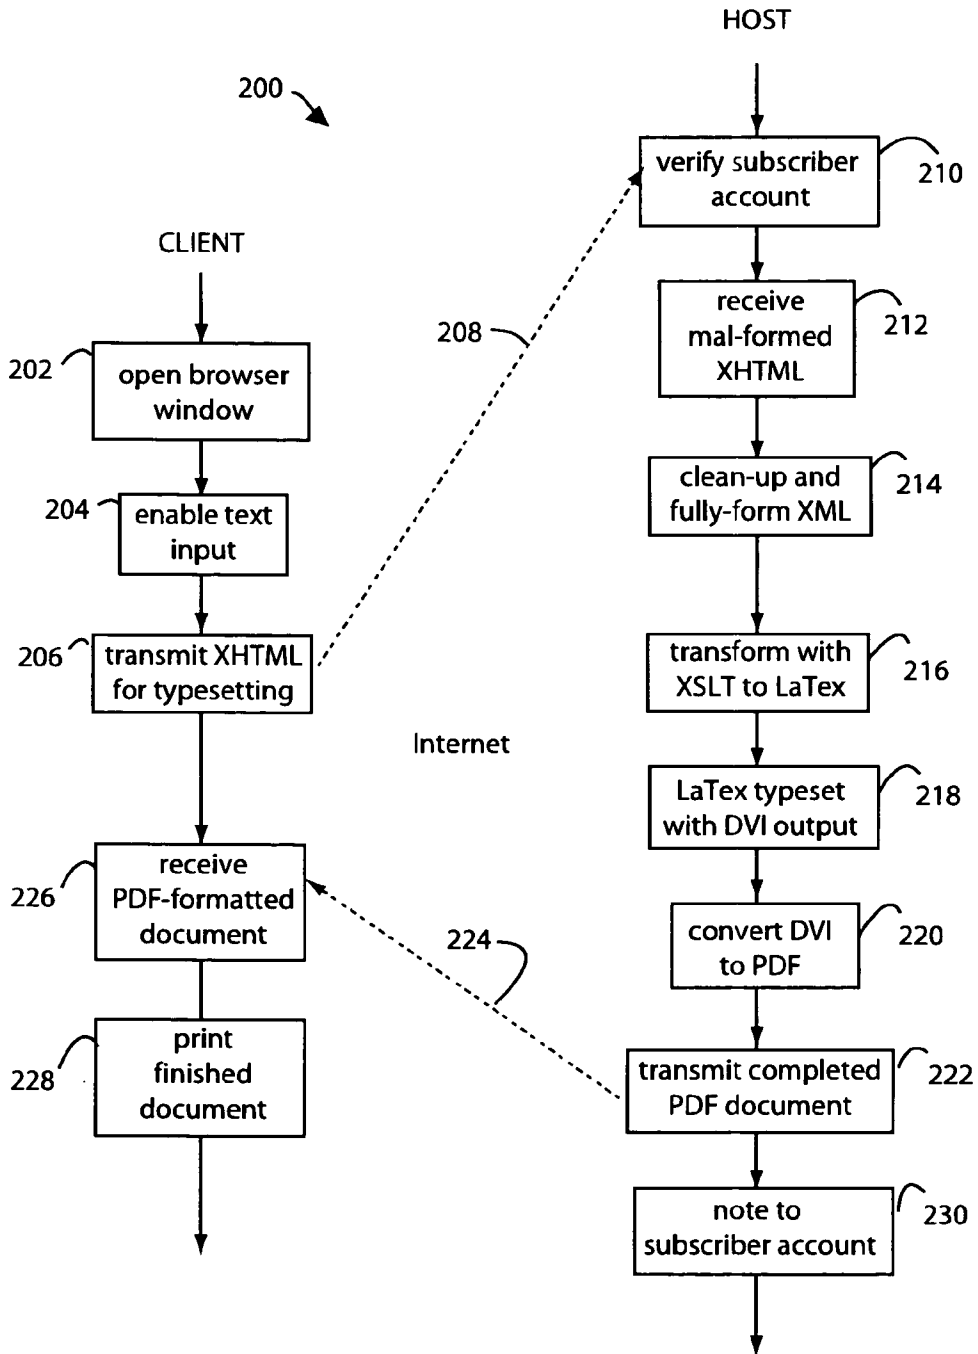 HOST
200
verify subscriber
account
210
CLIENT
receive
mal-formed
XHTML
212
208
202
open browser
window
clean-up and
fully-form XML
214
204
enable text
input
206
transmit XHTML
for typesetting
transform with
XSLT to LaTex
216
Internet
LaTex typeset
with DVI output
218
226
receive
PDF-formatted
document
convert DVI
to PDF
220
224
228
print
finished
document
transmit completed
PDF document
222
note to
subscriber account
230